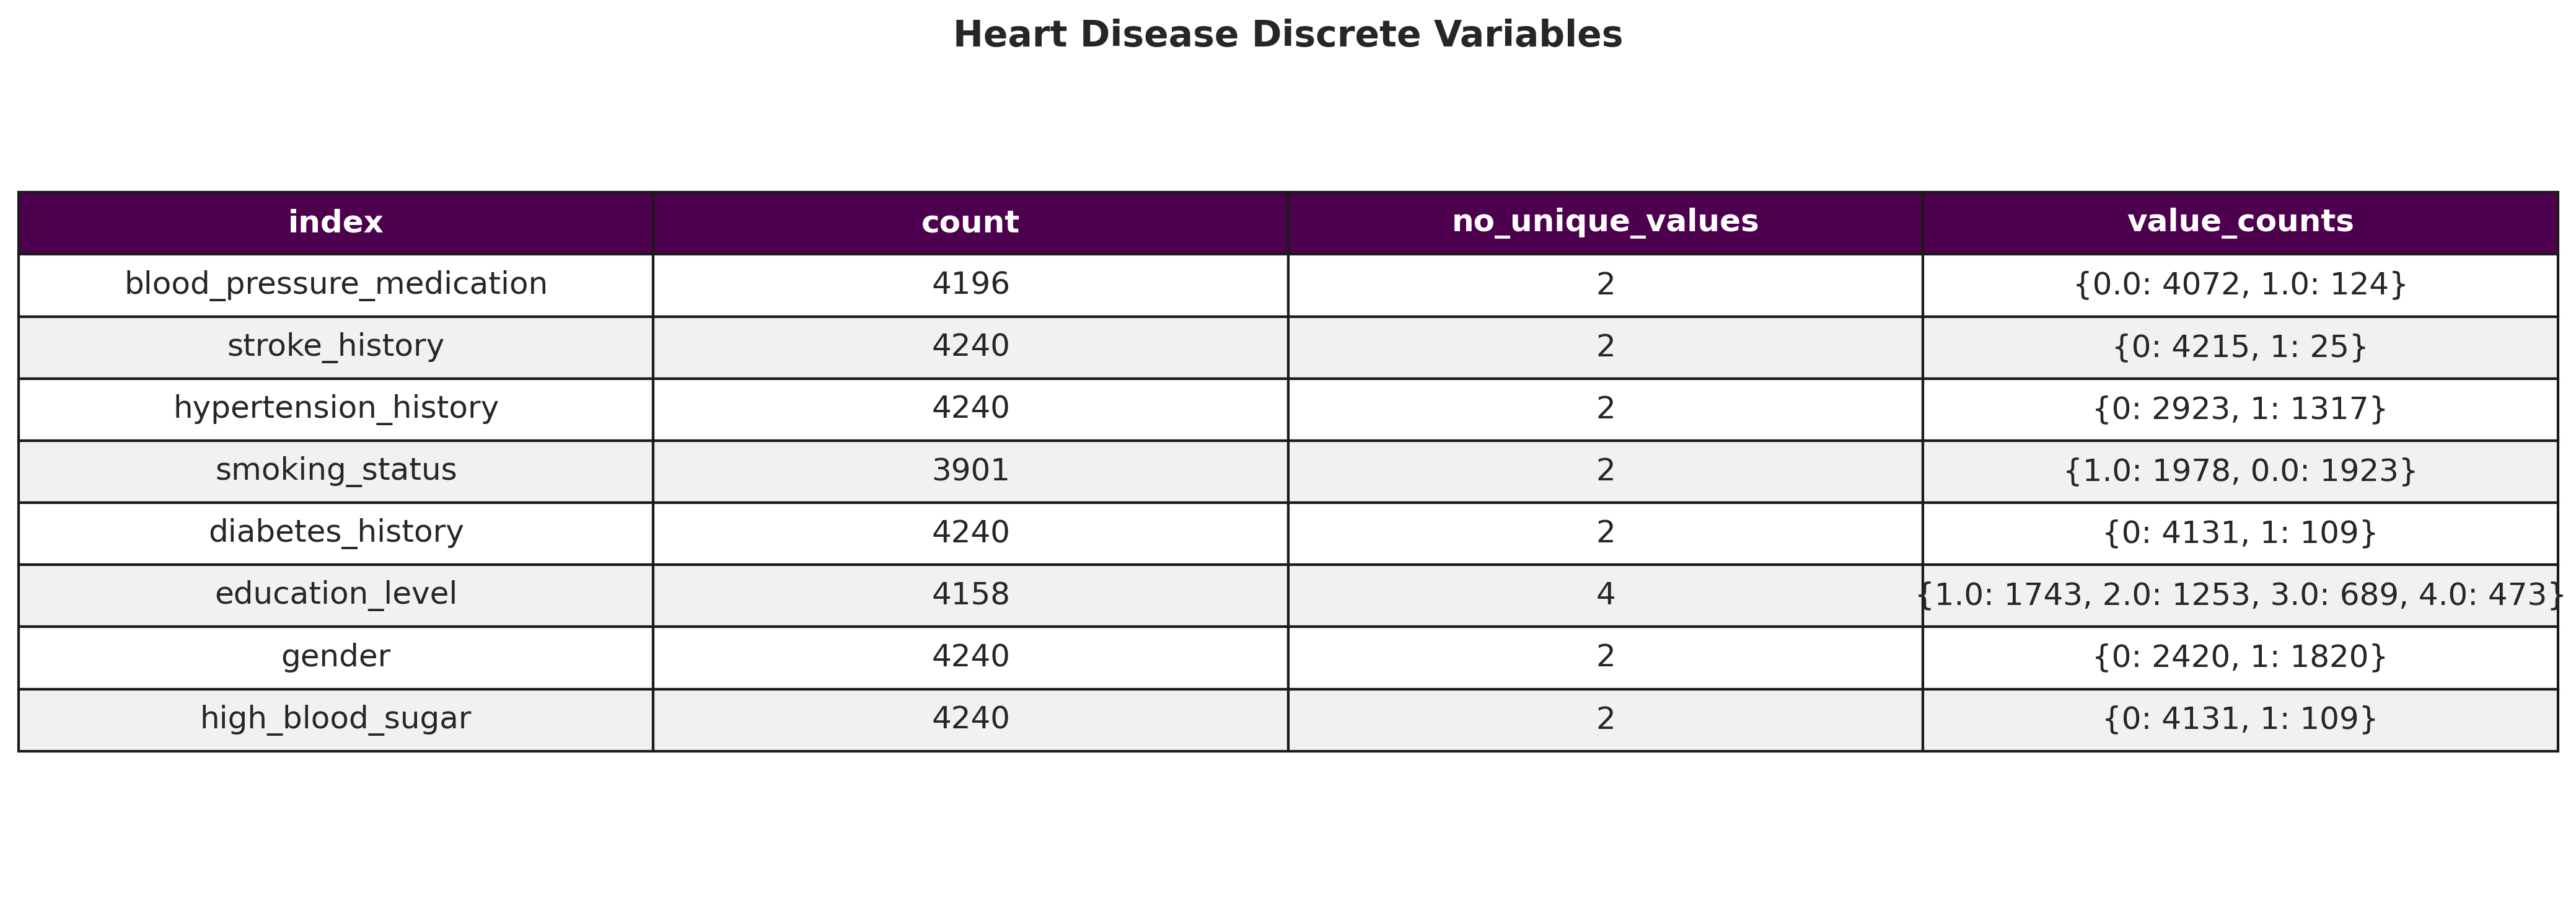 Heart Disease Discrete Variables
index count no_unique_values value_counts
blood_pressure_medication 4196 2 {0.0: 4072, 1.0: 124}
stroke_history 4240 2 {0: 4215, 1: 25}
hypertension_history 4240 2 {0: 2923, 1: 1317}
smoking_status 3901 2 {1.0: 1978, 0.0: 1923}
diabetes_history 4240 2 {0: 4131, 1: 109}
education_level 4158 4 {1.0: 1743, 2.0: 1253, 3.0: 689, 4.0: 473}
gender 4240 2 {0: 2420, 1: 1820}
high_blood_sugar 4240 2 {0: 4131, 1: 109}